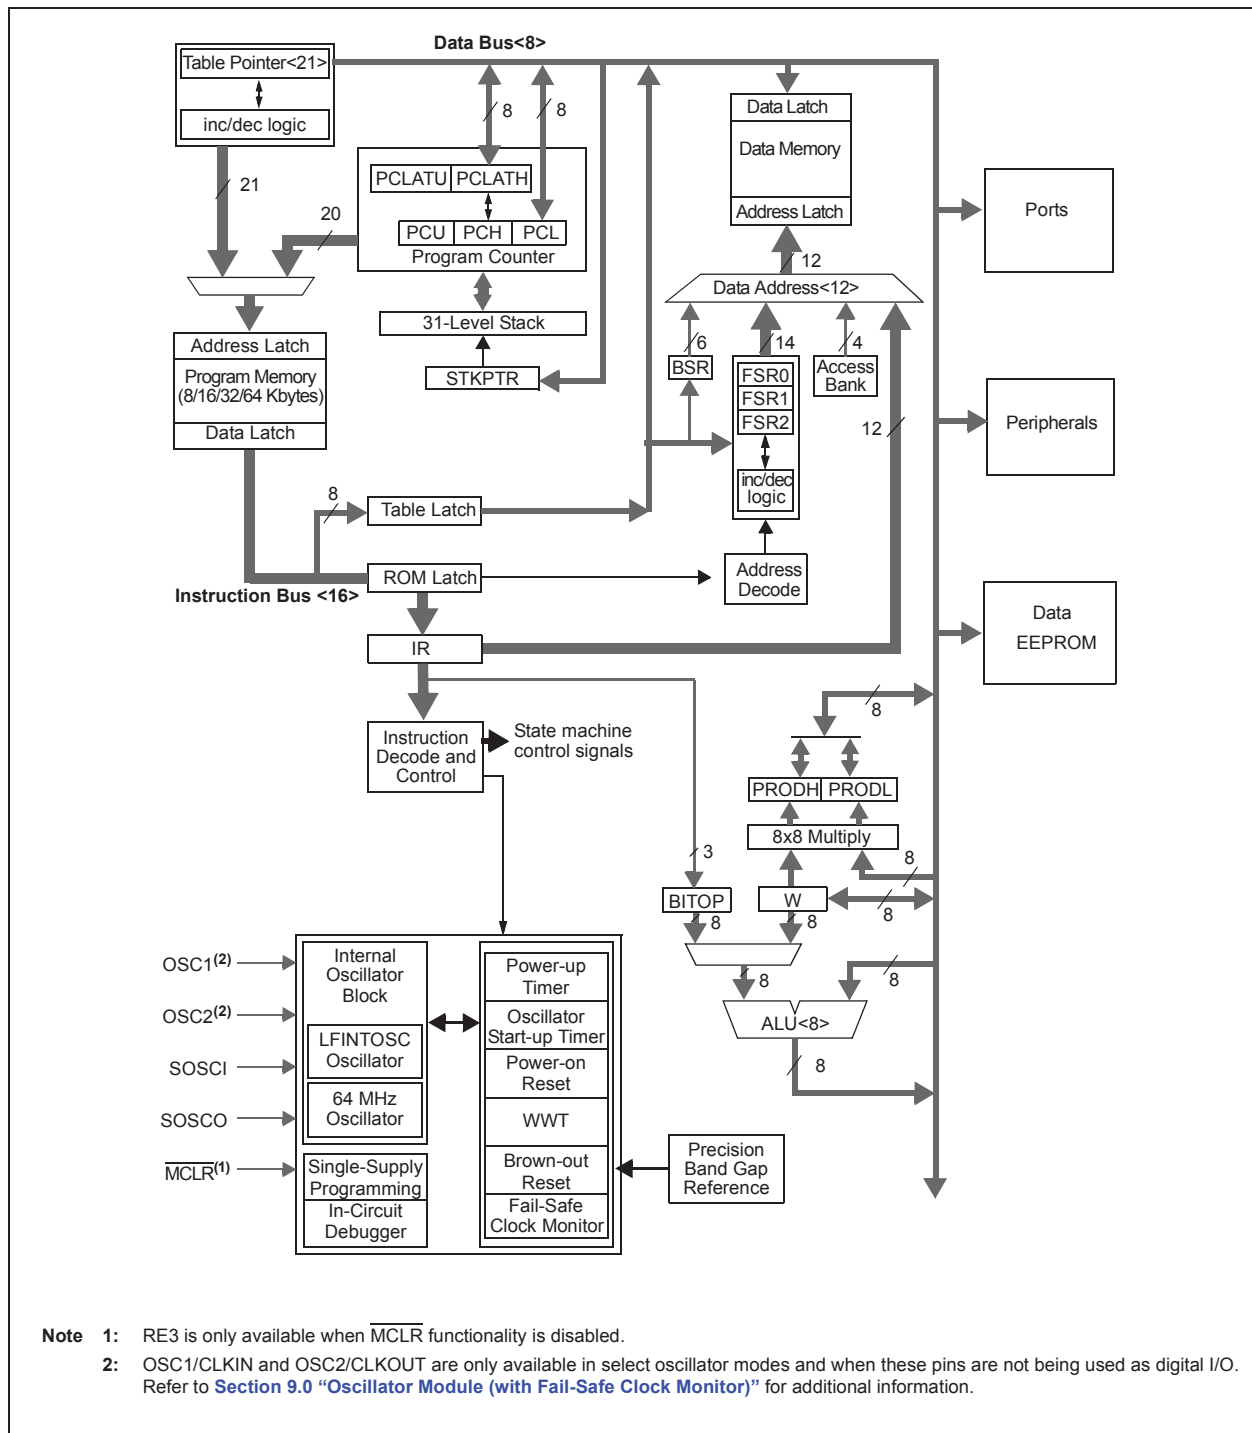 Data Bus<8>
Table Pointer<21>
inc/dec logic
21
20
8
8
PCLATU PCLATH
PCU PCH PCL
Program Counter
31-Level Stack
STKPTR
Data Latch
Data Memory
Address Latch
12
Data Address<12>
6
14
4
BSR
FSR0
FSR1
FSR2
inc/dec
logic
Access
Bank
12
Ports
Peripherals
Data
EEPROM
Address Latch
Program Memory
(8/16/32/64 Kbytes)
Data Latch
8
Table Latch
ROM Latch
Instruction Bus <16>
Address
Decode
IR
Instruction
Decode and
Control
State machine
control signals
8
PRODH PRODL
8x8 Multiply
3
8
BITOP
W
8
8
8
8
8
ALU<8>
8
OSC1(2)
OSC2(2)
SOSCI
SOSCO
MCLR(1)
Internal
Oscillator
Block
LFINTOSC
Oscillator
64 MHz
Oscillator
Single-Supply
Programming
In-Circuit
Debugger
Power-up
Timer
Oscillator
Start-up Timer
Power-on
Reset
WWT
Brown-out
Reset
Fail-Safe
Clock Monitor
Precision
Band Gap
Reference
Note 1: RE3 is only available when MCLR functionality is disabled.
2: OSC1/CLKIN and OSC2/CLKOUT are only available in select oscillator modes and when these pins are not being used as digital I/O.
Refer to Section 9.0 “Oscillator Module (with Fail-Safe Clock Monitor)” for additional information.